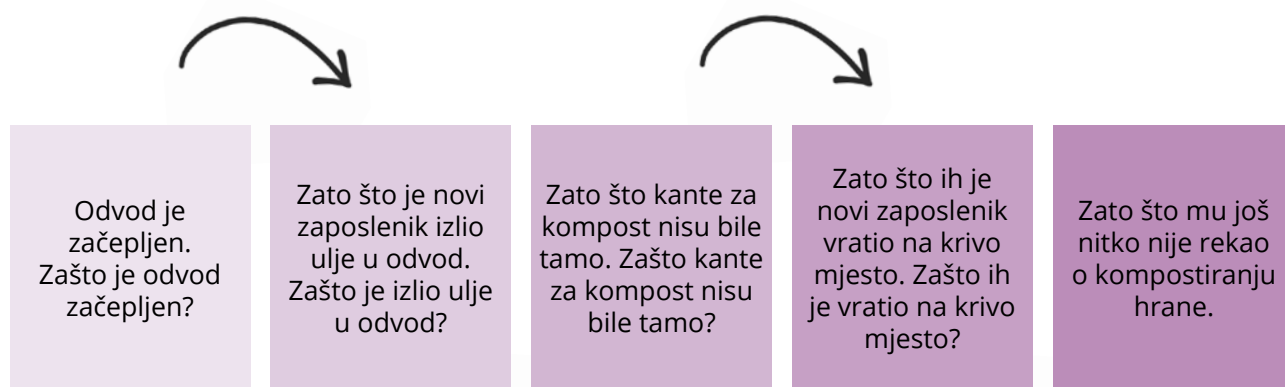 Odvod je
začepljen.
Zašto je odvod
začepljen?
Zato što je novi
zaposlenik izlio
ulje u odvod.
Zašto je izlio ulje
u odvod?
Zato što kante za
kompost nisu bile
tamo. Zašto kante
za kompost nisu
bile tamo?
Zato što ih je
novi zaposlenik
vratio na krivo
mjesto. Zašto ih
je vratio na krivo
mjesto?
Zato što mu još
nitko nije rekao
o kompostiranju
hrane.